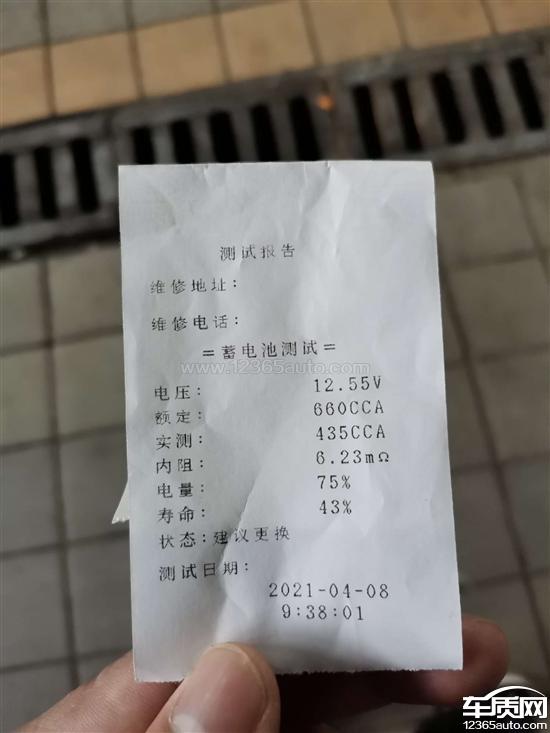 测试报告
维修地址:
维修电话:
=蓄电池测试=
www.12365auto.com
电压: 12.55V
额定: 660CCA
实测: 435CCA
内阻: 6.23mΩ
电量: 75%
寿命: 43%
状态:建议更换
测试日期:
2021-04-08
9:38:01
车质网
12365auto.com